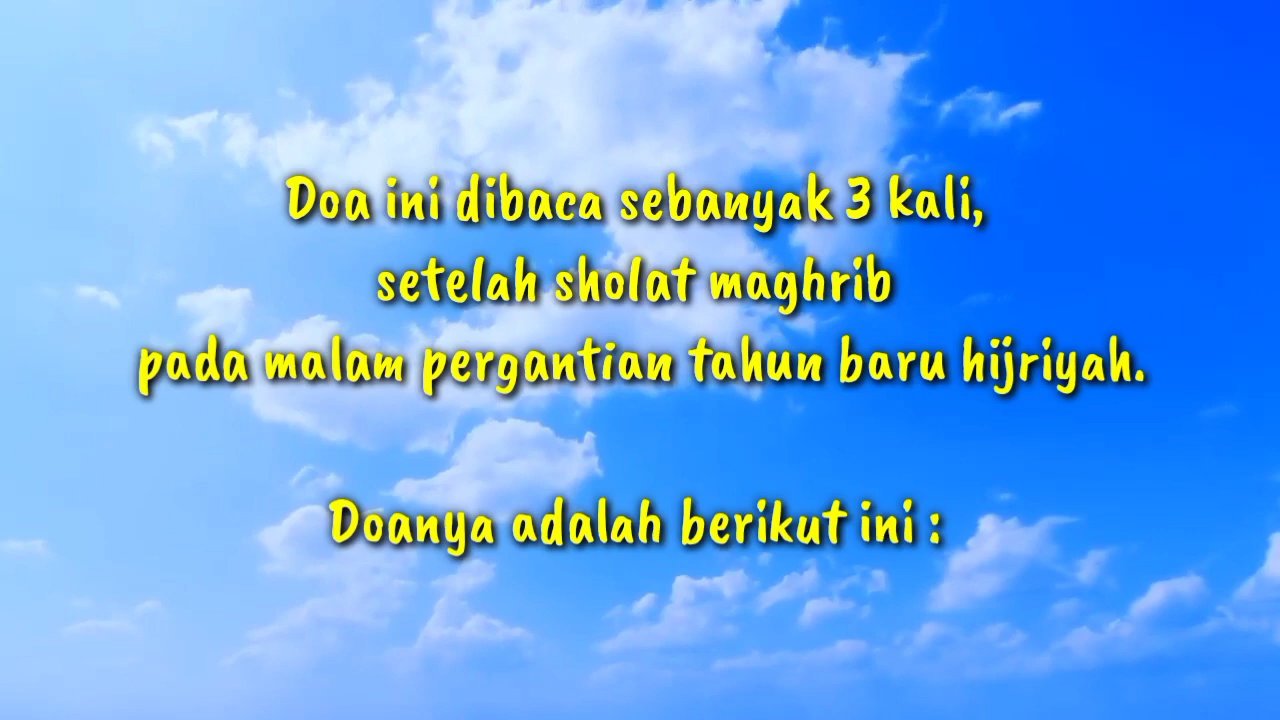 Doa ini dibaca sebanyak 3 kali,
setelah sholat maghrib
pada malam pergantian tahun baru hijriyah.
Doanya adalah berikut ini :